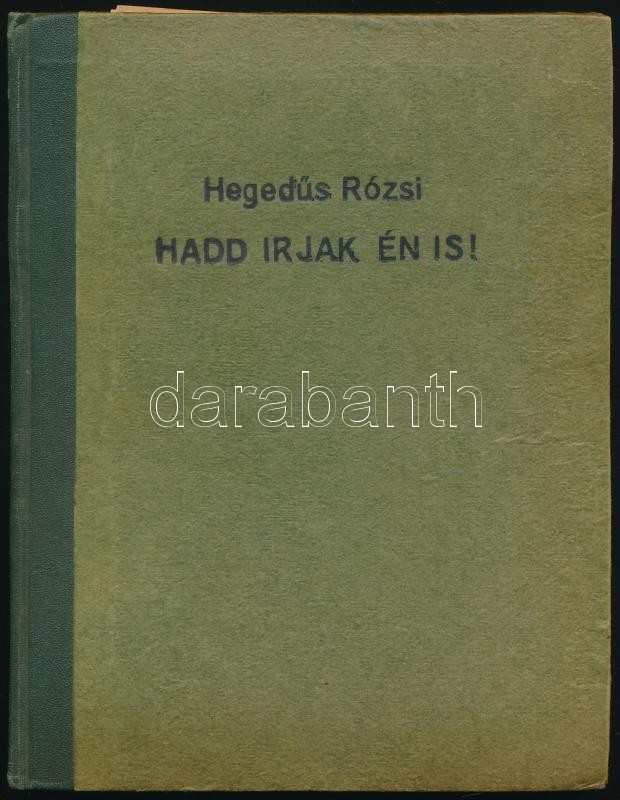 Hegedűs Rózsi
HADD IRJAK ÉN IS!
darabanth